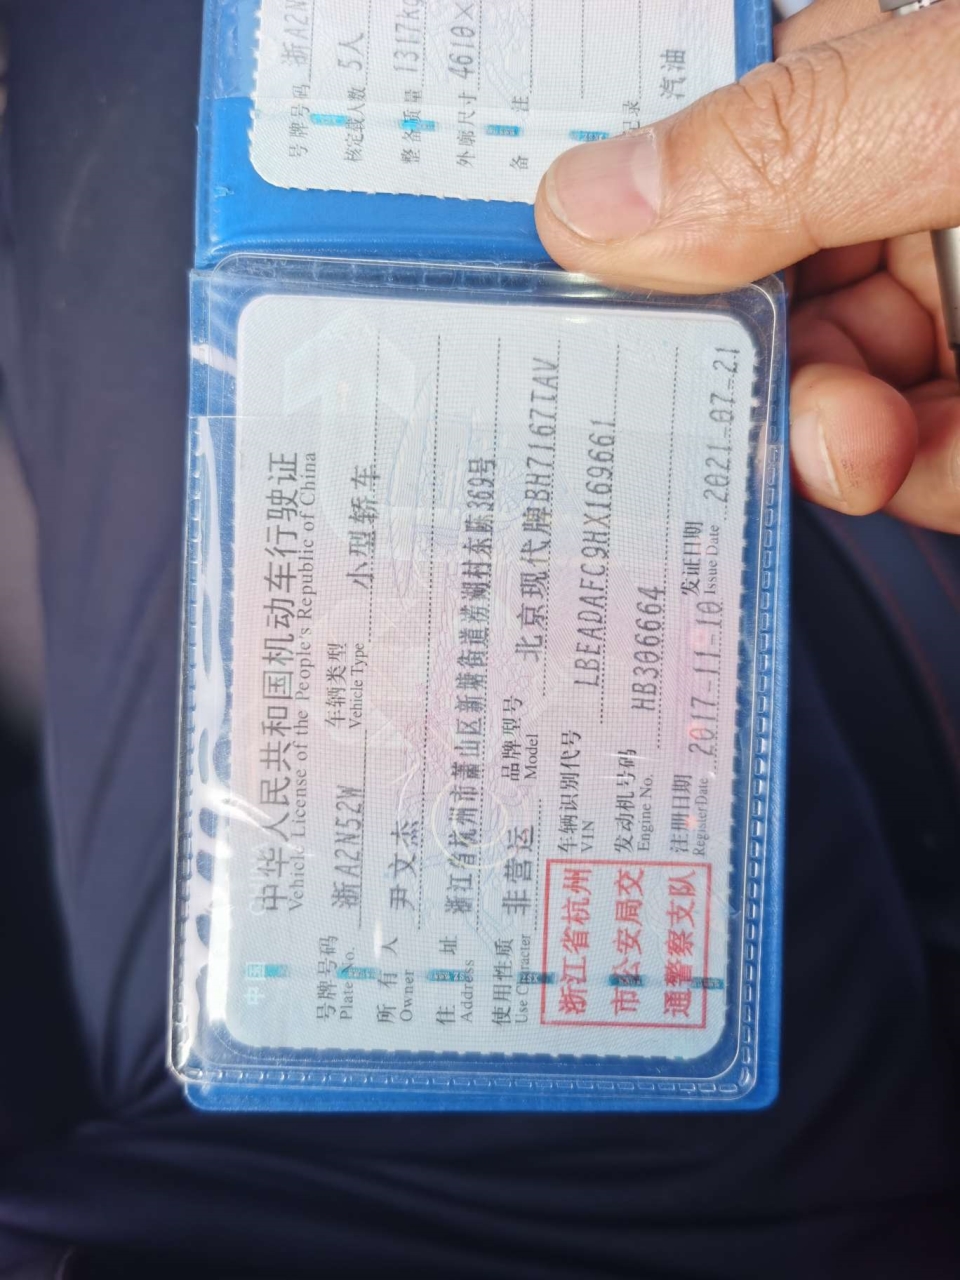 中华人民共和国机动车行驶证
Vehicle License of the People's Republic of China
号牌号码 浙A2N52W 车辆类型 小型轿车
Plate No. Vehicle Type
所有人 尹文杰
Owner
住址 浙江省杭州市萧山区新塘街道涝湖村东陈369号
Address
使用性质 非营运 品牌型号 北京现代牌BH7167TAV
Use Character Model
浙江省杭州
市公安局交
通警察支队
车辆识别代号 LBEADAFC9HX169661
VIN
发动机号码 HB306664
Engine No.
注册日期 2017-11-10 发证日期 2021-07-21
Register Date Issue Date
号牌号码 浙A2N
核定载人数 5人
整备质量 1317kg
外廓尺寸 4610×
备注
记录 汽油